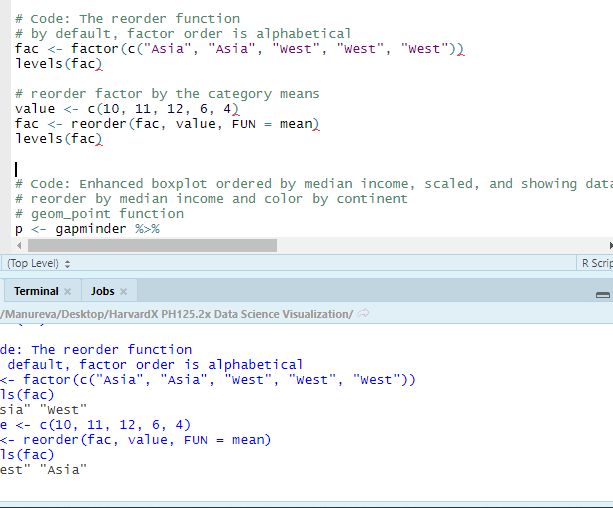 # Code: The reorder function
# by default, factor order is alphabetical
fac <- factor(c("Asia", "Asia", "West", "West", "West"))
levels(fac)
# reorder factor by the category means
value <- c(10, 11, 12, 6, 4)
fac <- reorder(fac, value, FUN = mean)
levels(fac)
# Code: Enhanced boxplot ordered by median income, scaled, and showing data
# reorder by median income and color by continent
# geom_point function
p <- gapminder %>%
(Top Level)
R Scrip
Terminal
Jobs
/Manureva/Desktop/HarvardX PH125.2x Data Science Visualization/
de: The reorder function
default, factor order is alphabetical
<- factor(c("Asia", "Asia", "West", "West", "West"))
ls(fac)
sia" "West"
e <- c(10, 11, 12, 6, 4)
<- reorder(fac, value, FUN = mean)
ls(fac)
est" "Asia"